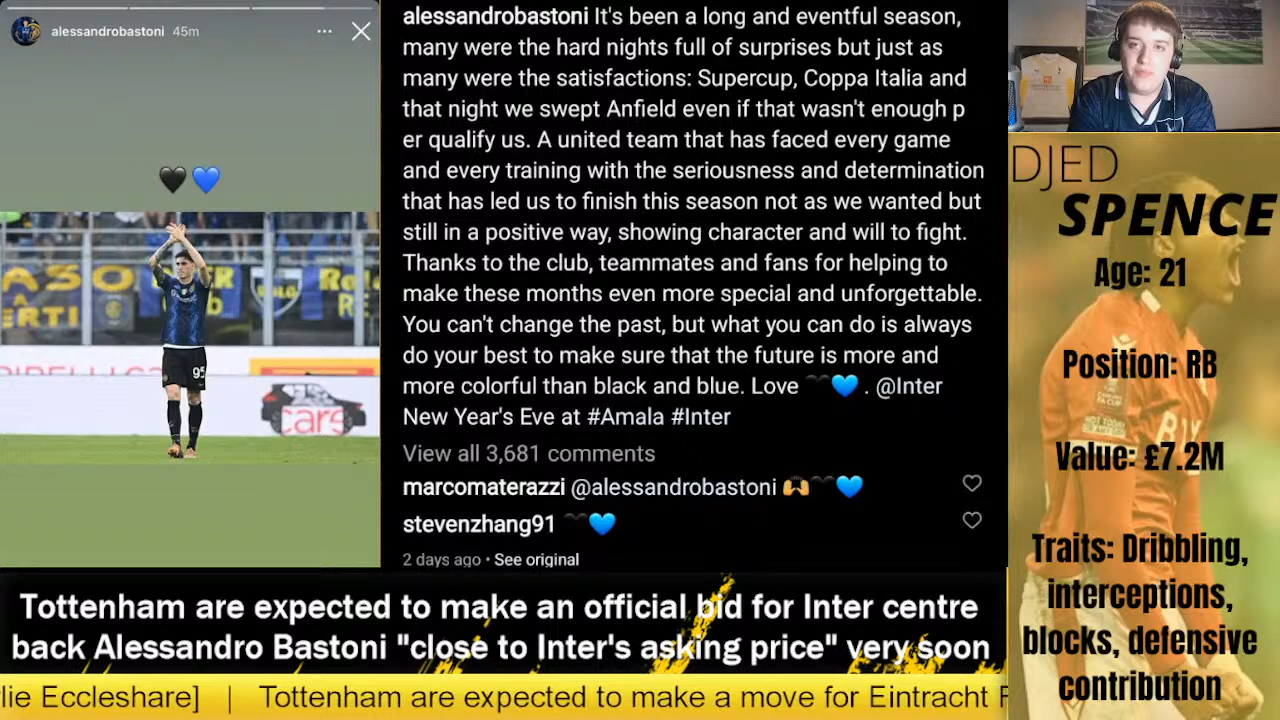 alessandrobastoni 45m
🖤💙
ASO
ERTI
95
cars
alessandrobastoni It's been a long and eventful season,
many were the hard nights full of surprises but just as
many were the satisfactions: Supercup, Coppa Italia and
that night we swept Anfield even if that wasn't enough p
er qualify us. A united team that has faced every game
and every training with the seriousness and determination
that has led us to finish this season not as we wanted but
still in a positive way, showing character and will to fight.
Thanks to the club, teammates and fans for helping to
make these months even more special and unforgettable.
You can't change the past, but what you can do is always
do your best to make sure that the future is more and
more colorful than black and blue. Love 🖤💙 . @Inter
New Year's Eve at #Amala #Inter
View all 3,681 comments
marcomaterazzi @alessandrobastoni 🙌🖤💙
stevenzhang91 🖤💙
2 days ago • See original
DJED
SPENCE
Age: 21
Position: RB
Value: £7.2M
Traits: Dribbling,
interceptions,
blocks, defensive
contribution
Tottenham are expected to make an official bid for Inter centre
back Alessandro Bastoni "close to Inter's asking price" very soon
lie Eccleshare] | Tottenham are expected to make a move for Eintracht F